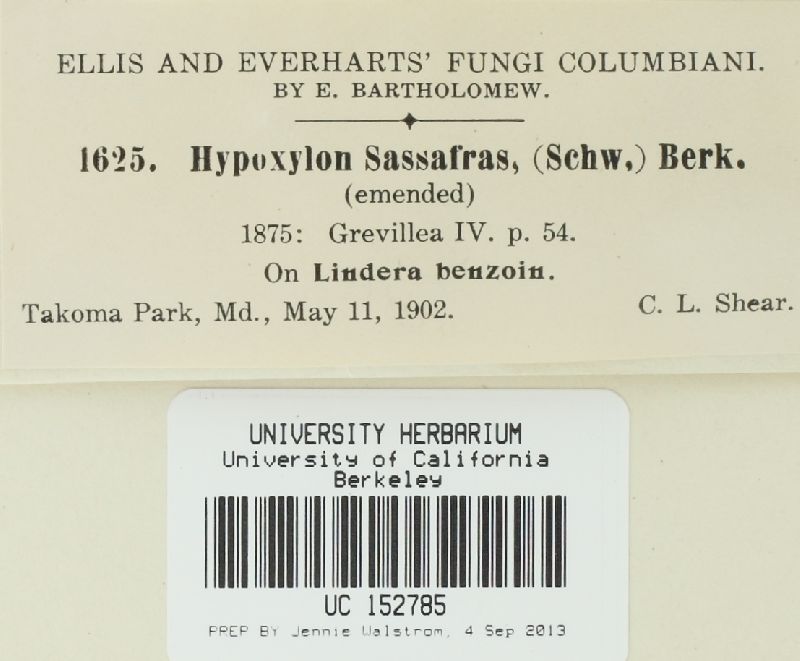 ELLIS AND EVERHARTS' FUNGI COLUMBIANI.
BY E. BARTHOLOMEW.
1625. Hypoxylon Sassafras, (Schw,) Berk.
(emended)
1875: Grevillea IV. p. 54.
On Lindera benzoin.
Takoma Park, Md., May 11, 1902. C. L. Shear.
UNIVERSITY HERBARIUM
University of California
Berkeley
UC 152785
PREP BY Jennie Walstrom, 4 Sep 2013